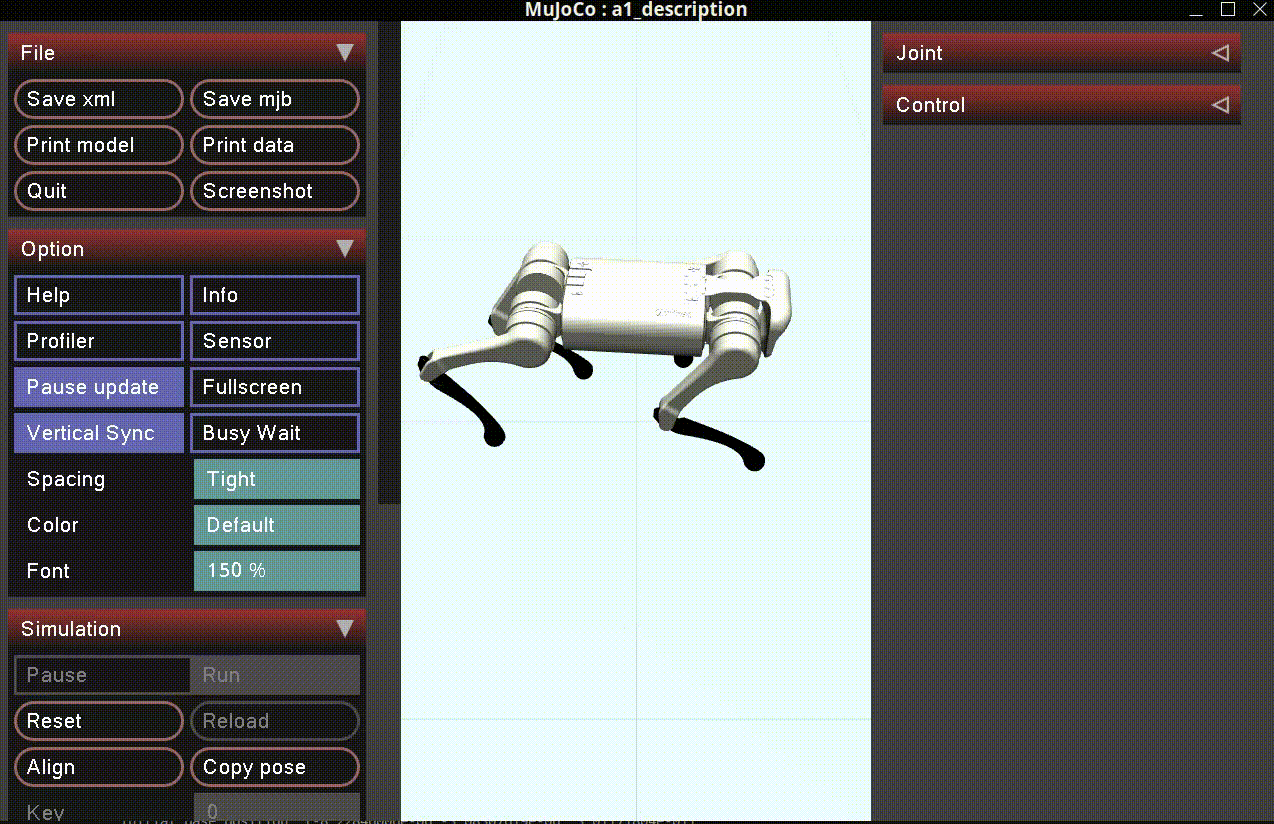 MuJoCo : a1_description
File
Save xml Save mjb
Print model Print data
Quit Screenshot
Option
Help Info
Profiler Sensor
Pause update Fullscreen
Vertical Sync Busy Wait
Spacing Tight
Color Default
Font 150 %
Simulation
Pause Run
Reset Reload
Align Copy pose
Key 0
Joint
Control